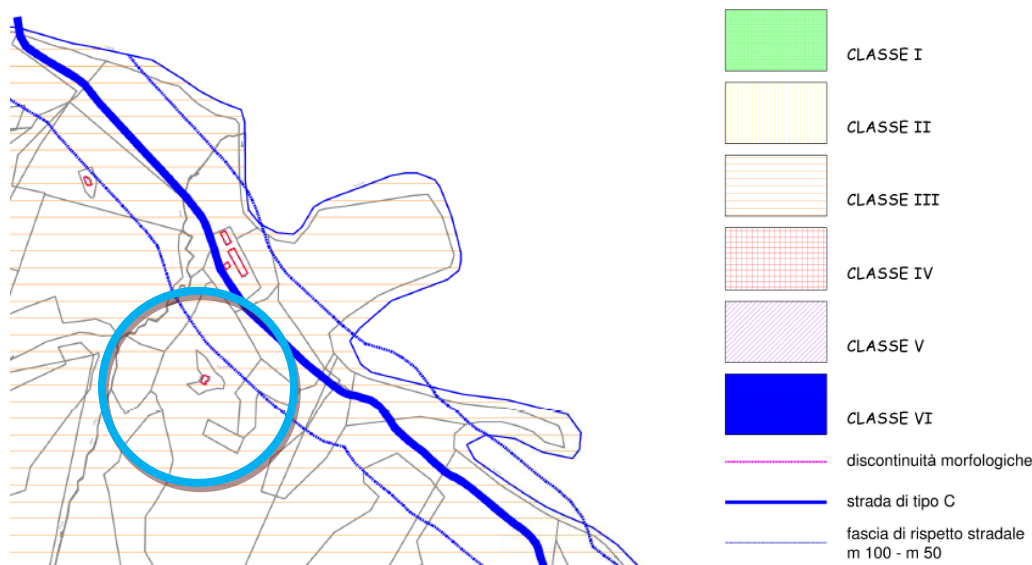 CLASSE I
CLASSE II
CLASSE III
CLASSE IV
CLASSE V
CLASSE VI
discontinuità morfologiche
strada di tipo C
fascia di rispetto stradale
m 100 - m 50